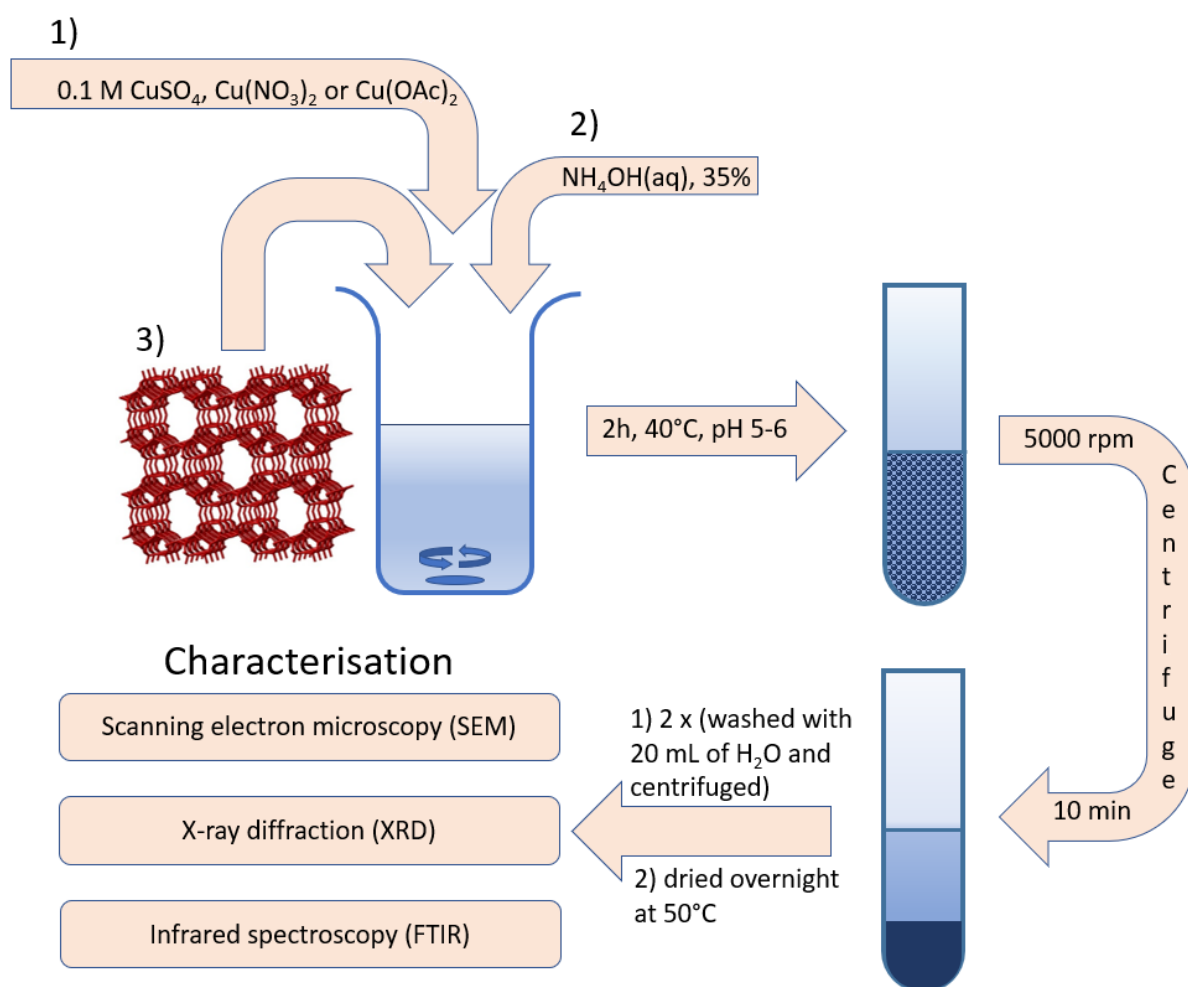 1)
0.1 M CuSO₄, Cu(NO₃)₂ or Cu(OAc)₂
2)
NH₄OH(aq), 35%
3)
2h, 40°C, pH 5-6
5000 rpm
Centrifuge
10 min
1) 2 x (washed with
20 mL of H₂O and
centrifuged)
2) dried overnight
at 50°C
Characterisation
Scanning electron microscopy (SEM)
X-ray diffraction (XRD)
Infrared spectroscopy (FTIR)